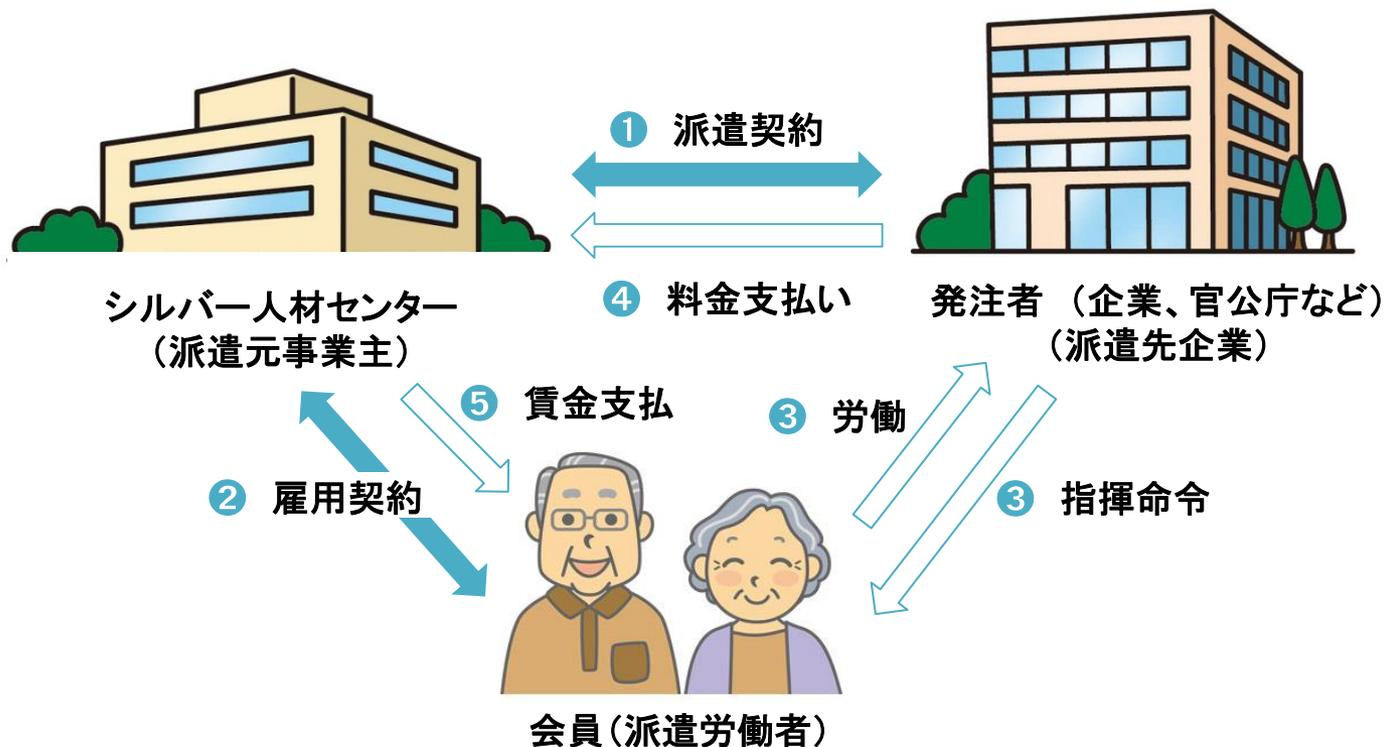 ❶ 派遣契約
❹ 料金支払い
シルバー人材センター
（派遣元事業主）
発注者 （企業、官公庁など）
（派遣先企業）
❺ 賃金支払
❸ 労働
❷ 雇用契約
❸ 指揮命令
会員（派遣労働者）